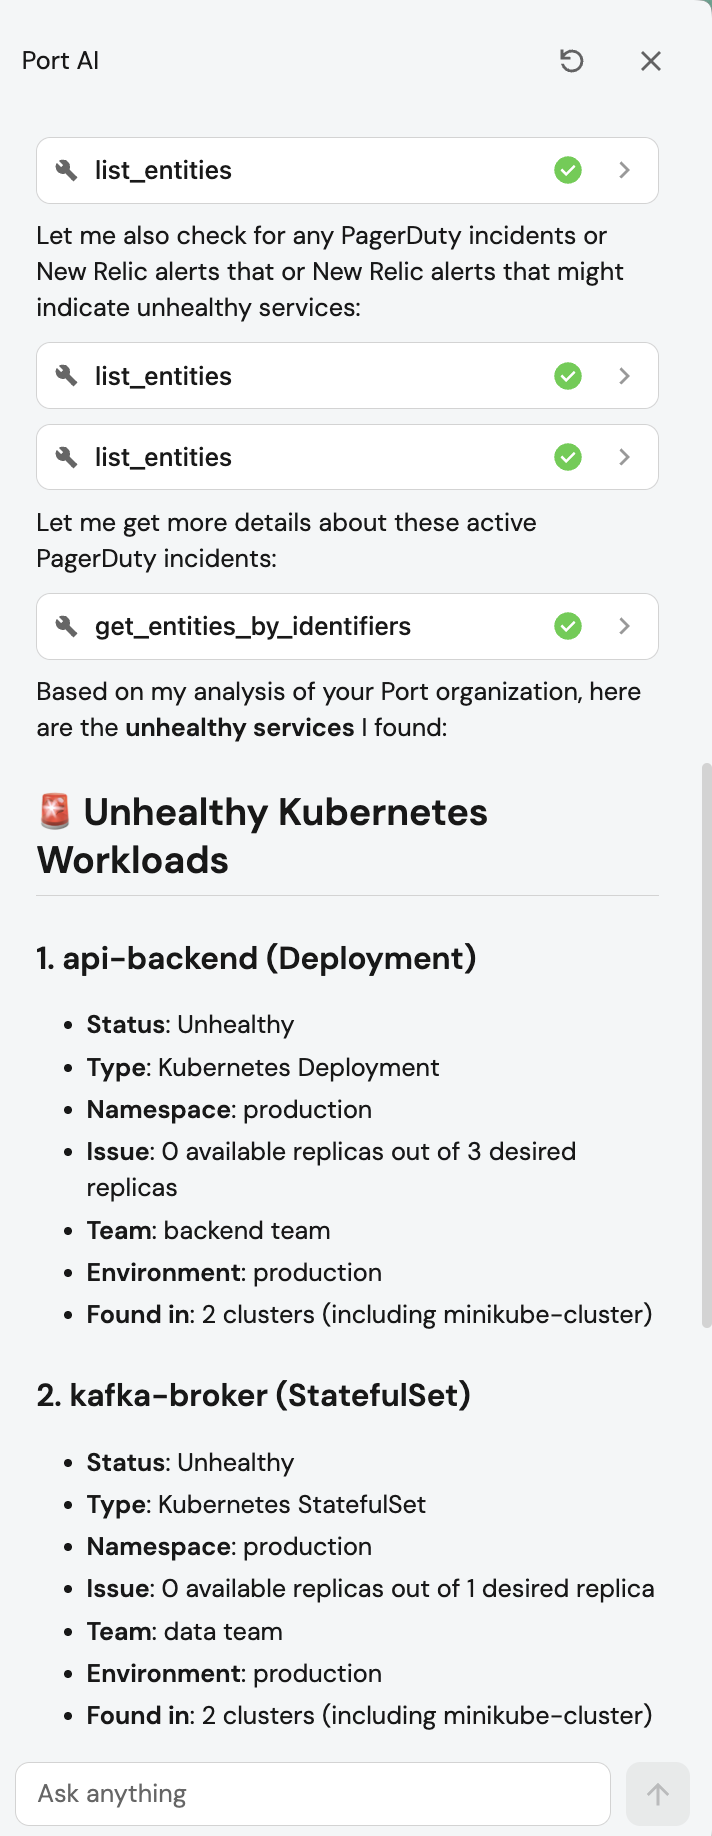 Port AI
list_entities
Let me also check for any PagerDuty incidents or
New Relic alerts that or New Relic alerts that might
indicate unhealthy services:
list_entities
list_entities
Let me get more details about these active
PagerDuty incidents:
get_entities_by_identifiers
Based on my analysis of your Port organization, here
are the unhealthy services I found:
🚨 Unhealthy Kubernetes
Workloads
1. api-backend (Deployment)
• Status: Unhealthy
• Type: Kubernetes Deployment
• Namespace: production
• Issue: 0 available replicas out of 3 desired
replicas
• Team: backend team
• Environment: production
• Found in: 2 clusters (including minikube-cluster)
2. kafka-broker (StatefulSet)
• Status: Unhealthy
• Type: Kubernetes StatefulSet
• Namespace: production
• Issue: 0 available replicas out of 1 desired replica
• Team: data team
• Environment: production
• Found in: 2 clusters (including minikube-cluster)
Ask anything